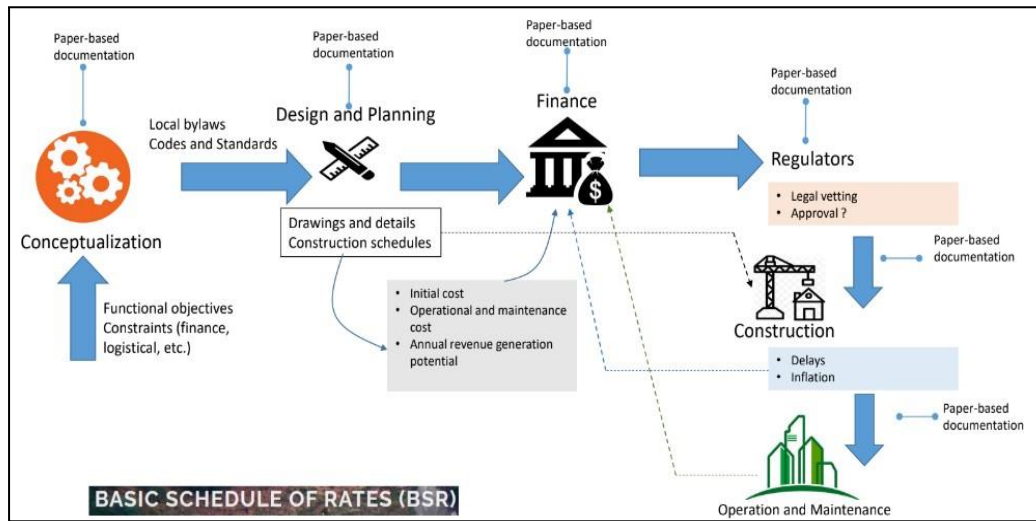 Paper-based
documentation
Paper-based
documentation
Paper-based
documentation
Paper-based
documentation
Local bylaws
Codes and Standards
Design and Planning
Finance
Regulators
• Legal vetting
• Approval ?
Conceptualization
Drawings and details
Construction schedules
Paper-based
documentation
Functional objectives
Constraints (finance,
logistical, etc.)
• Initial cost
• Operational and maintenance
cost
• Annual revenue generation
potential
Construction
• Delays
• Inflation
Paper-based
documentation
BASIC SCHEDULE OF RATES (BSR)
Operation and Maintenance
$